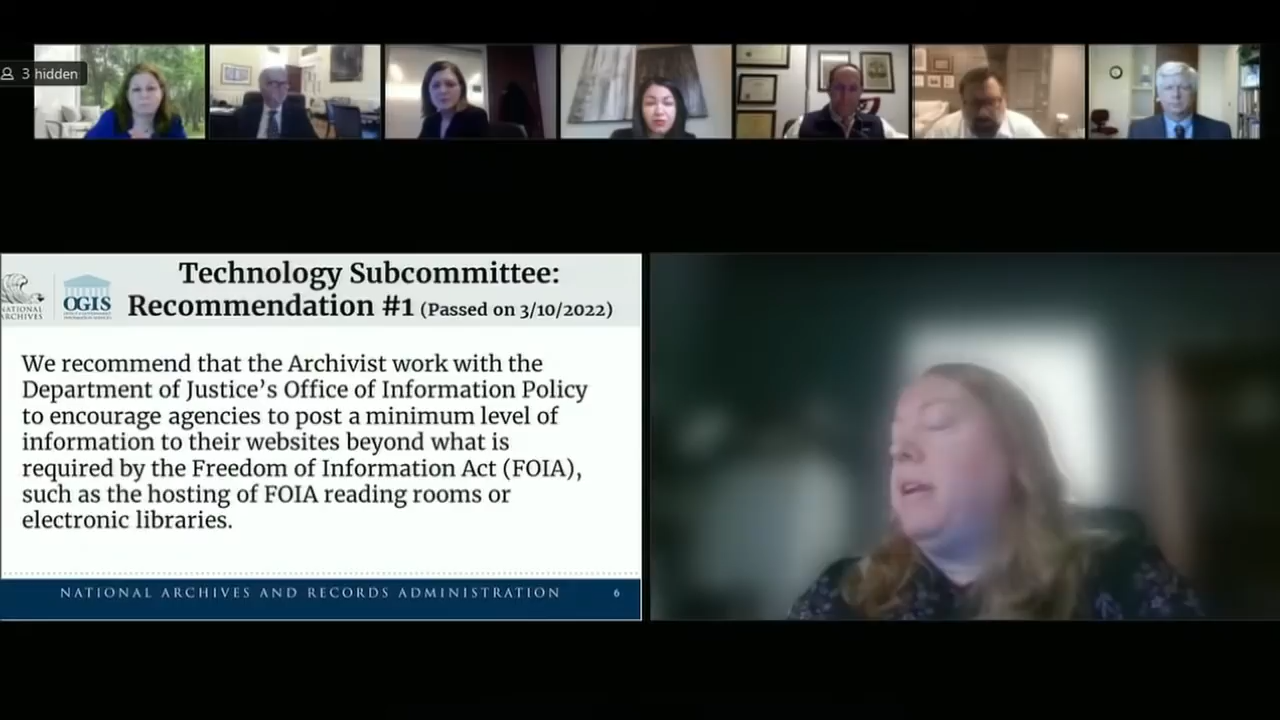 3 hidden
Technology Subcommittee:
Recommendation #1 (Passed on 3/10/2022)
NATIONAL
ARCHIVES
OGIS
We recommend that the Archivist work with the
Department of Justice’s Office of Information Policy
to encourage agencies to post a minimum level of
information to their websites beyond what is
required by the Freedom of Information Act (FOIA),
such as the hosting of FOIA reading rooms or
electronic libraries.
NATIONAL ARCHIVES AND RECORDS ADMINISTRATION 6